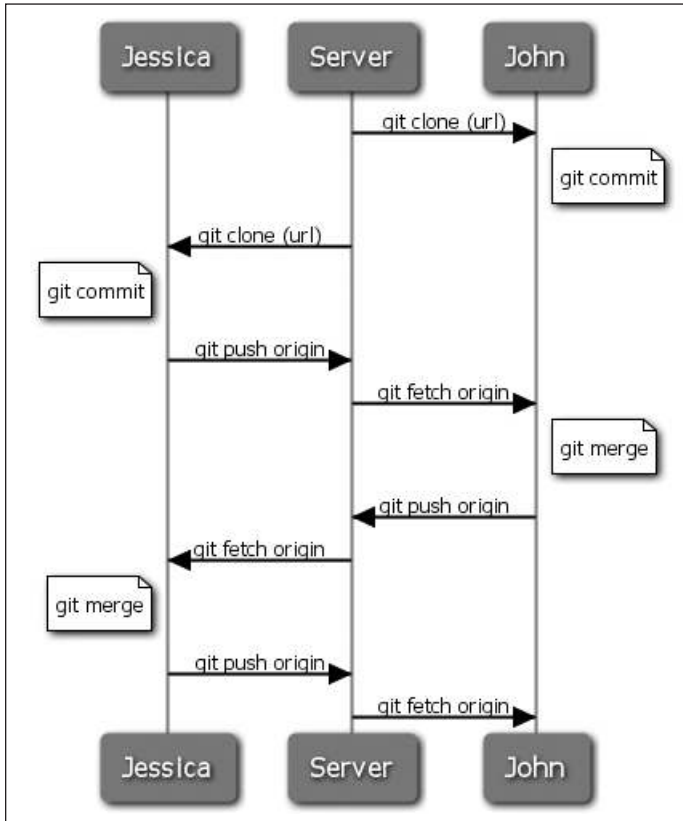 Jessica Server John
git clone (url)
git commit
git clone (url)
git commit
git push origin
git fetch origin
git merge
git push origin
git fetch origin
git merge
git push origin
git fetch origin
Jessica Server John